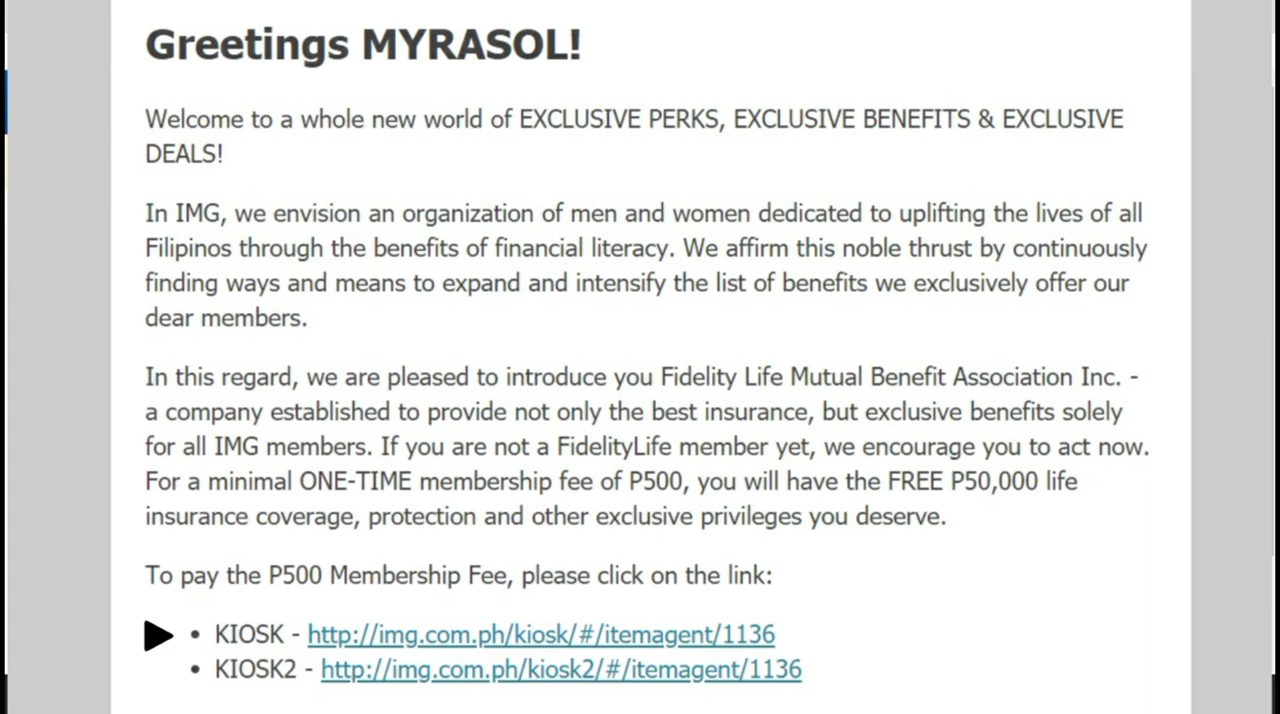 Greetings MYRASOL!
Welcome to a whole new world of EXCLUSIVE PERKS, EXCLUSIVE BENEFITS & EXCLUSIVE
DEALS!
In IMG, we envision an organization of men and women dedicated to uplifting the lives of all
Filipinos through the benefits of financial literacy. We affirm this noble thrust by continuously
finding ways and means to expand and intensify the list of benefits we exclusively offer our
dear members.
In this regard, we are pleased to introduce you Fidelity Life Mutual Benefit Association Inc. -
a company established to provide not only the best insurance, but exclusive benefits solely
for all IMG members. If you are not a FidelityLife member yet, we encourage you to act now.
For a minimal ONE-TIME membership fee of P500, you will have the FREE P50,000 life
insurance coverage, protection and other exclusive privileges you deserve.
To pay the P500 Membership Fee, please click on the link:
• KIOSK - http://img.com.ph/kiosk/#/itemagent/1136
• KIOSK2 - http://img.com.ph/kiosk2/#/itemagent/1136